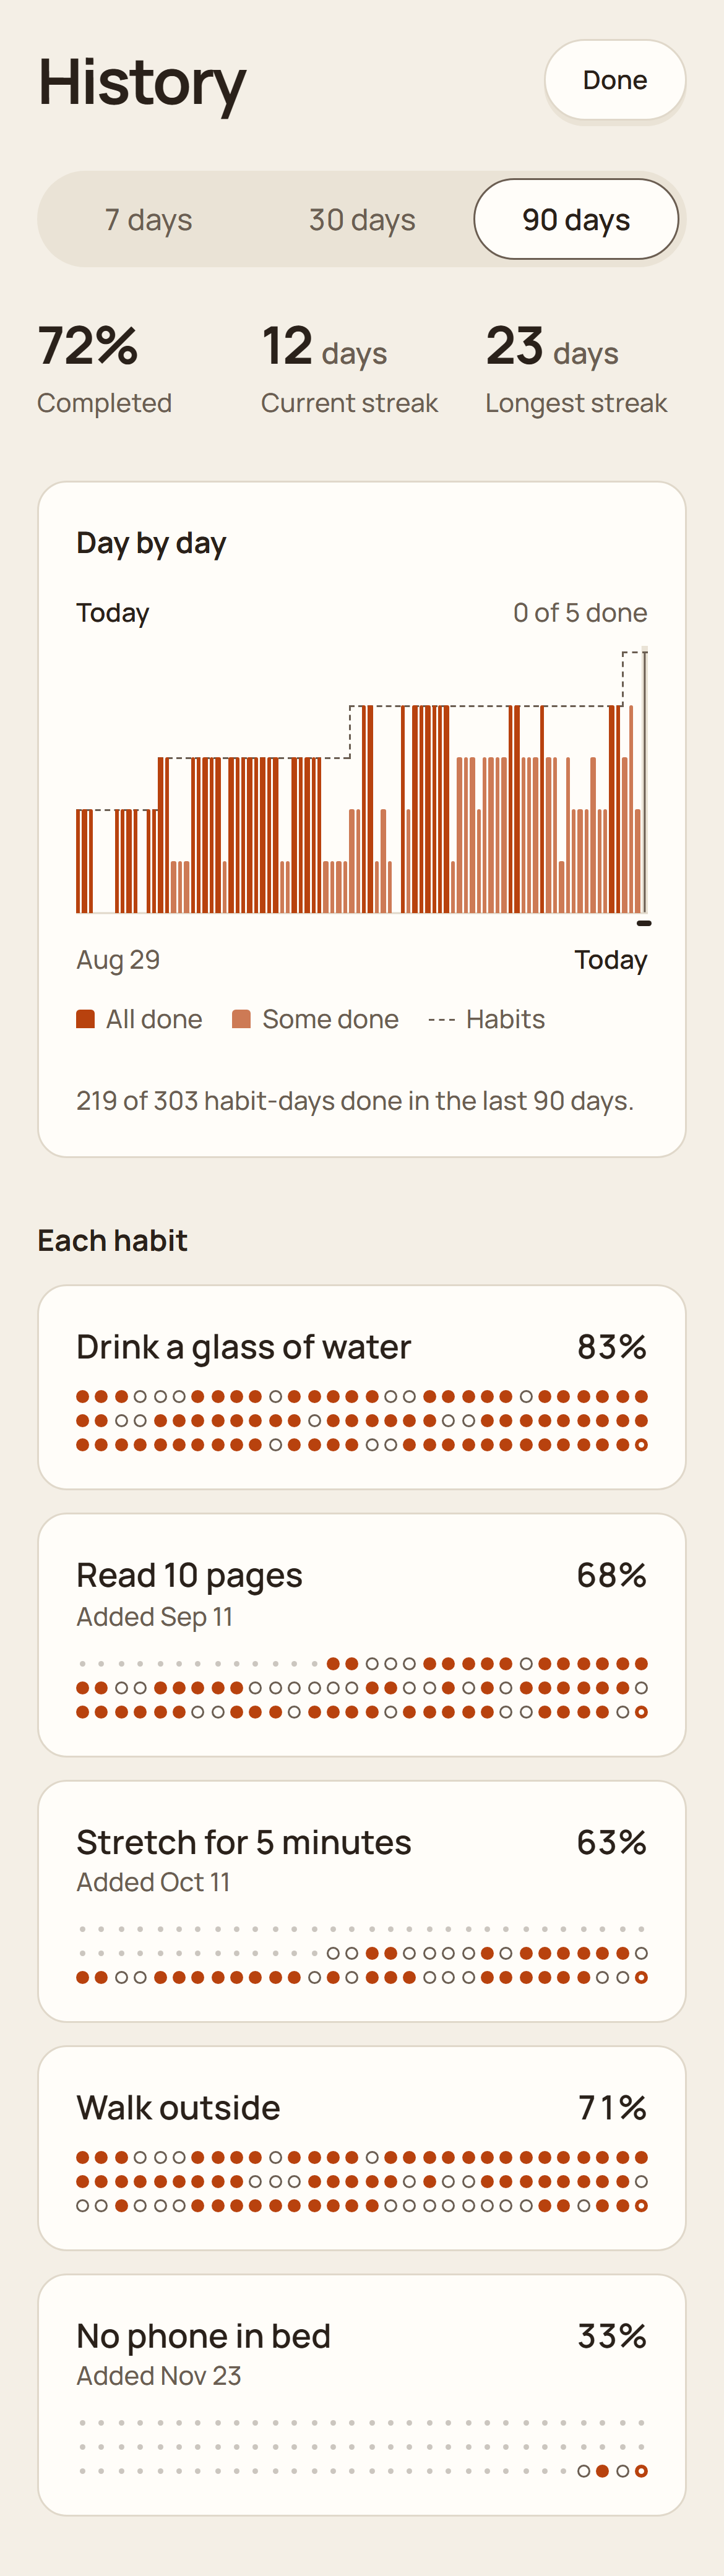 History
Done
7 days
30 days
90 days
72%
12 days
23 days
Completed
Current streak
Longest streak
Day by day
Today
0 of 5 done
Aug 29
Today
All done
Some done
Habits
219 of 303 habit-days done in the last 90 days.
Each habit
Drink a glass of water
83%
Read 10 pages
68%
Added Sep 11
Stretch for 5 minutes
63%
Added Oct 11
Walk outside
71%
No phone in bed
33%
Added Nov 23